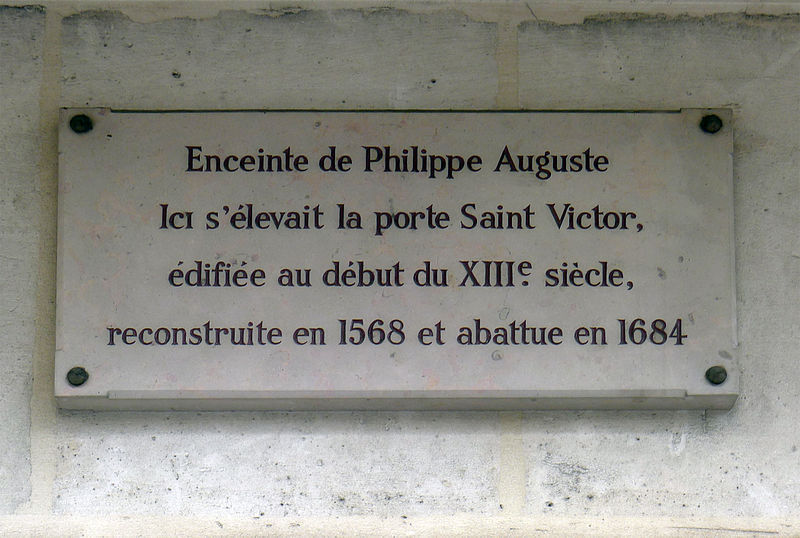 Enceinte de Philippe Auguste
Ici s'élevait la porte Saint Victor,
édifiée au début du XIIIe siècle,
reconstruite en 1568 et abattue en 1684